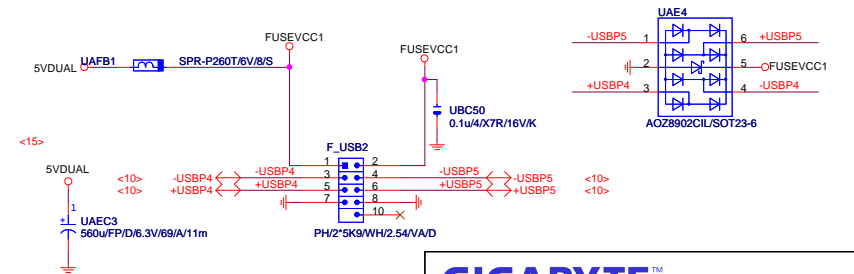 UAE4
FUSEVCC1
-USBP5 1 6 +USBP5
UAFB1 SPR-P260T/6V/8/S
FUSEVCC1
5VDUAL
2 5 FUSEVCC1
+USBP4 3 4 -USBP4
UBC50
0.1u/4/X7R/16V/K
AOZ8902CIL/SOT23-6
<15>
F_USB2
1 2
5VDUAL
<10> -USBP4 -USBP4 3 4 -USBP5 -USBP5 <10>
<10> +USBP4 +USBP4 5 6 +USBP5 +USBP5 <10>
7 8
1
+
UAEC3
560u/FP/D/6.3V/69/A/11m
10
PH/2*5K9/WH/2.54/VA/D
GIGABYTE™